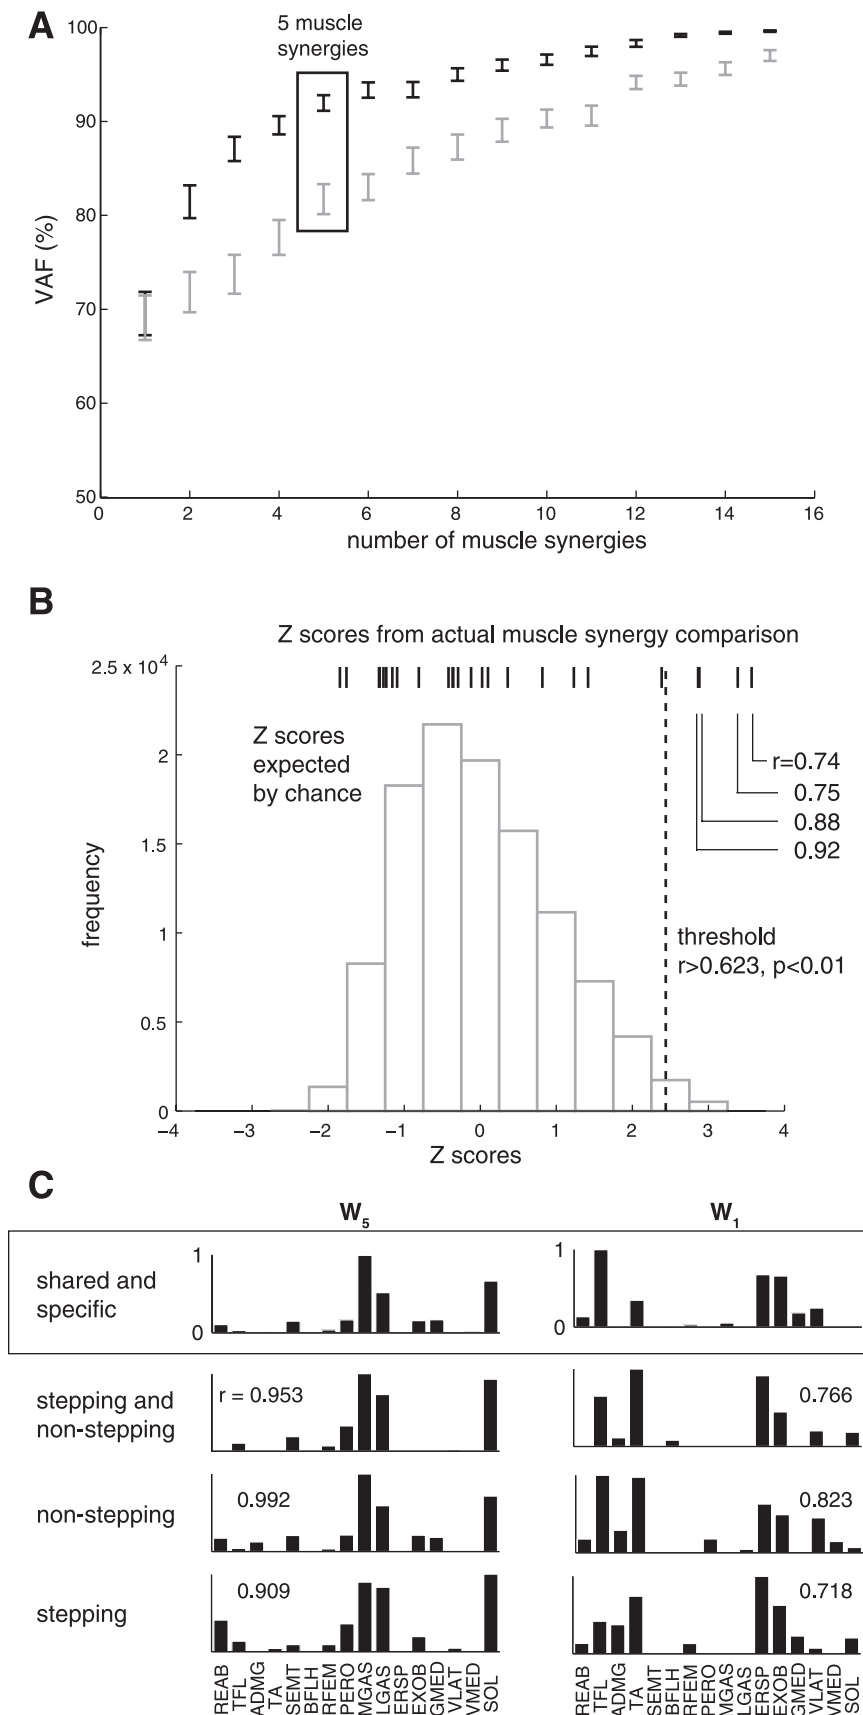 A
5 muscle
synergies
100
90
80
70
60
50
VAF (%)
0 2 4 6 8 10 12 14 16
number of muscle synergies
B
Z scores from actual muscle synergy comparison
2.5 x 10⁴
2
1.5
1
0.5
0
frequency
Z scores
expected
by chance
r=0.74
0.75
0.88
0.92
threshold
r>0.623, p<0.01
−4 −3 −2 −1 0 1 2 3 4
Z scores
C
W₅ W₁
shared and
specific
1
0
1
0
stepping and
non-stepping
r = 0.953
0.766
non-stepping
0.992
0.823
stepping
0.909
0.718
REAB TFL ADMG TA SEMT BFLH RFEM PERO MGAS LGAS ERSP EXOB GMED VLAT VMED SOL
REAB TFL ADMG TA SEMT BFLH RFEM PERO MGAS LGAS ERSP EXOB GMED VLAT VMED SOL